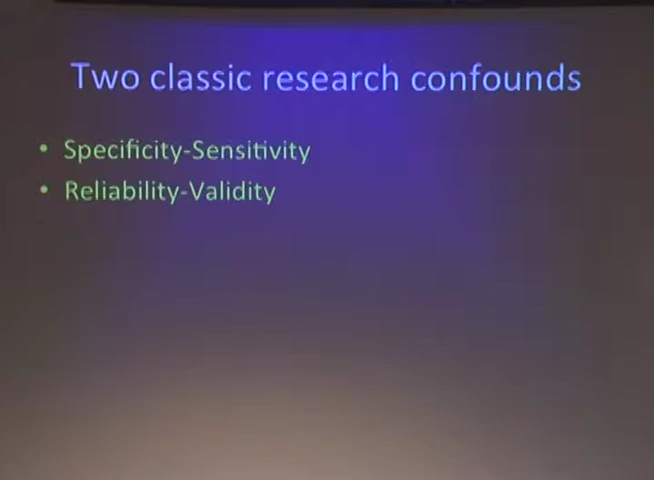 Two classic research confounds
• Specificity-Sensitivity
• Reliability-Validity